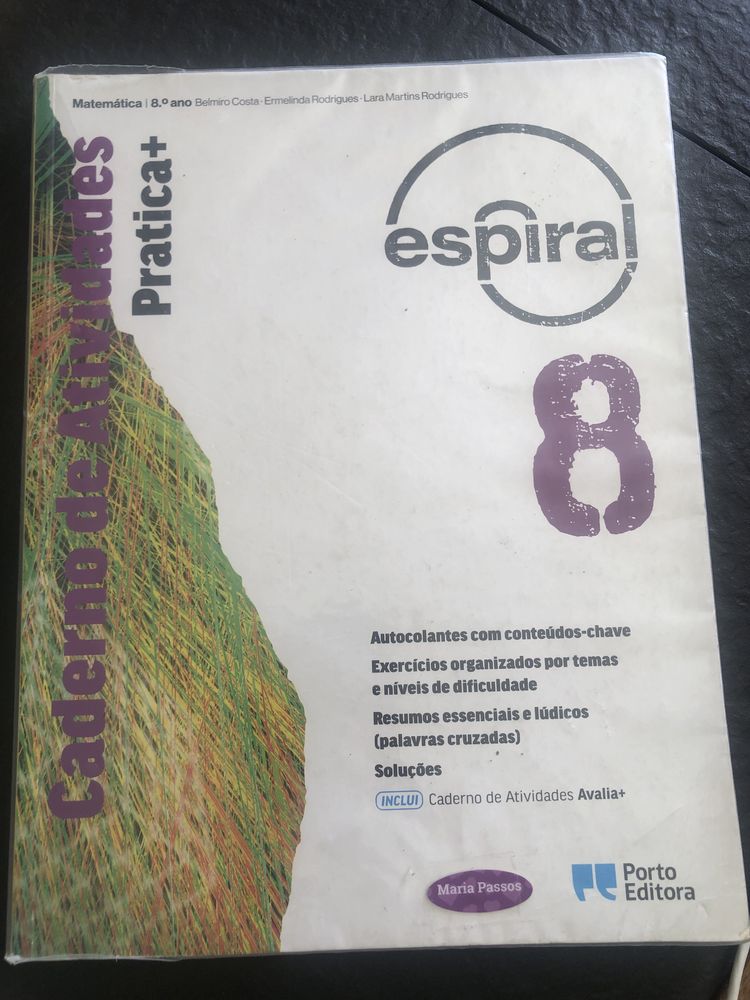 Matemática | 8.º ano Belmiro Costa · Ermelinda Rodrigues · Lara Martins Rodrigues
Caderno de Atividades
Pratica+
espiral
8
Autocolantes com conteúdos-chave
Exercícios organizados por temas
e níveis de dificuldade
Resumos essenciais e lúdicos
(palavras cruzadas)
Soluções
INCLUI Caderno de Atividades Avalia+
Maria Passos
Porto
Editora